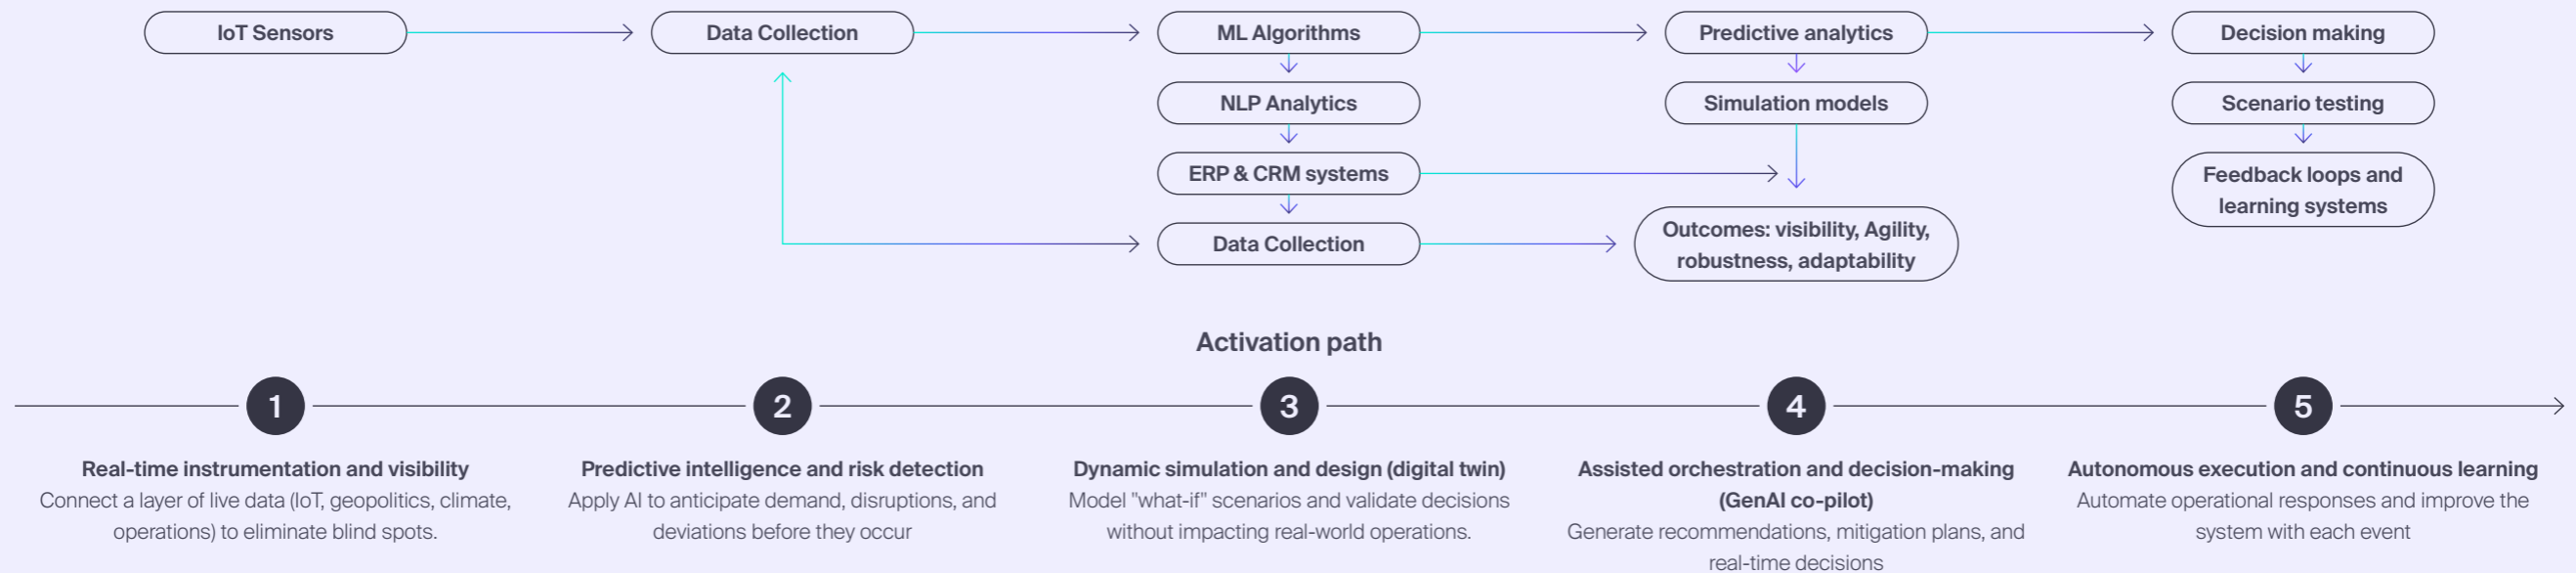 IoT Sensors
Data Collection
ML Algorithms
Predictive analytics
Decision making
NLP Analytics
Simulation models
Scenario testing
ERP & CRM systems
Feedback loops and
learning systems
Data Collection
Outcomes: visibility, Agility,
robustness, adaptability
Activation path
1
2
3
4
5
Real-time instrumentation and visibility
Connect a layer of live data (IoT, geopolitics, climate,
operations) to eliminate blind spots.
Predictive intelligence and risk detection
Apply AI to anticipate demand, disruptions, and
deviations before they occur
Dynamic simulation and design (digital twin)
Model "what-if" scenarios and validate decisions
without impacting real-world operations.
Assisted orchestration and decision-making
(GenAI co-pilot)
Generate recommendations, mitigation plans, and
real-time decisions
Autonomous execution and continuous learning
Automate operational responses and improve the
system with each event